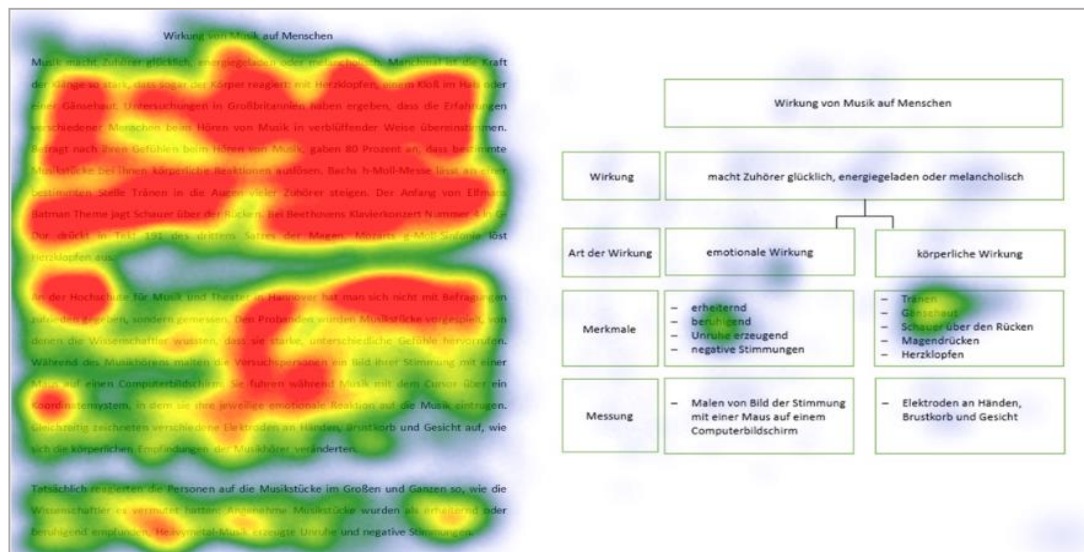 Wirkung von Musik auf Menschen
Musik macht Zuhörer glücklich, energiegeladen oder melancholisch. Manchmal ist die Kraft
der Klänge so stark, dass sogar der Körper reagiert: mit Herzklopfen, einem Kloß im Hals oder
einer Gänsehaut. Untersuchungen in Großbritannien haben ergeben, dass die Erfahrungen
verschiedener Menschen beim Hören von Musik in verblüffender Weise übereinstimmen.
Befragt nach ihren Gefühlen beim Hören von Musik, gaben 80 Prozent an, dass bestimmte
Musikstücke bei ihnen körperliche Reaktionen auslösen. Bachs h-Moll-Messe lässt an einer
bestimmten Stelle Tränen in die Augen vieler Zuhörer steigen. Der Anfang von Elfmans
Batman Theme jagt Schauer über der Rücken. Bei Beethovens Klavierkonzert Nummer 4 in G-
Dur drückt in Takt 191 des dritten Satzes der Magen. Mozarts g-Moll-Sinfonie löst
Herzklopfen aus.
An der Hochschule für Musik und Theater in Hannover hat man sich nicht mit Befragungen
zufrieden gegeben, sondern gemessen. Den Probanden wurden Musikstücke vorgespielt, von
denen die Wissenschaftler wussten, dass sie starke, unterschiedliche Gefühle hervorrufen.
Während des Musikhörens malten die Versuchspersonen ein Bild ihrer Stimmung mit einer
Maus auf einen Computerbildschirm. Sie fuhren während Musik mit dem Cursor über ein
Koordinatensystem, in dem sie ihre jeweilige emotionale Reaktion auf die Musik eintrugen.
Gleichzeitig zeichneten verschiedene Elektroden an Händen, Brustkorb und Gesicht auf, wie
sich die körperlichen Empfindungen der Musikhörer veränderten.
Tatsächlich reagierten die Personen auf die Musikstücke im Großen und Ganzen so, wie die
Wissenschaftler es vermutet hatten: Angenehme Musikstücke wurden als erheiternd oder
beruhigend empfunden, Heavymetal-Musik erzeugte Unruhe und negative Stimmungen.
Wirkung von Musik auf Menschen
Wirkung
macht Zuhörer glücklich, energiegeladen oder melancholisch
Art der Wirkung
emotionale Wirkung
körperliche Wirkung
Merkmale
– erheiternd
– beruhigend
– Unruhe erzeugend
– negative Stimmungen
– Tränen
– Gänsehaut
– Schauer über den Rücken
– Magendrücken
– Herzklopfen
Messung
– Malen von Bild der Stimmung
mit einer Maus auf einem
Computerbildschirm
– Elektroden an Händen,
Brustkorb und Gesicht